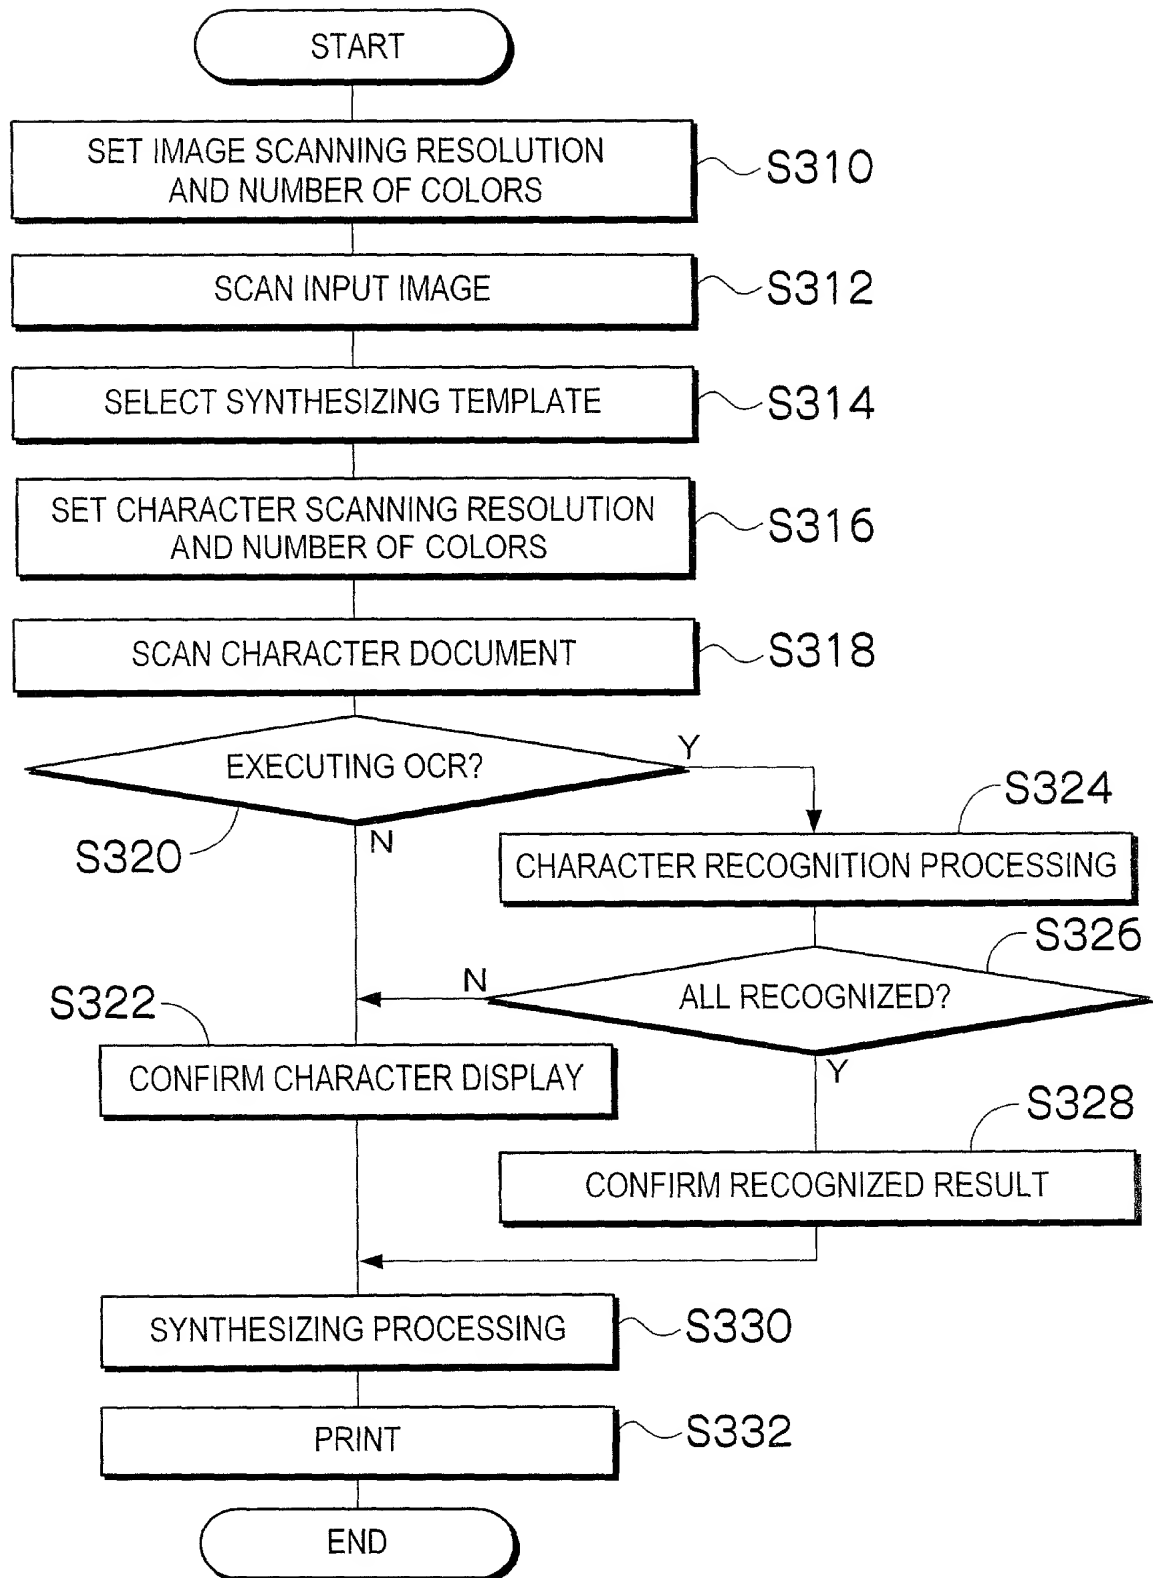 START
SET IMAGE SCANNING RESOLUTION
AND NUMBER OF COLORS
S310
SCAN INPUT IMAGE
S312
SELECT SYNTHESIZING TEMPLATE
S314
SET CHARACTER SCANNING RESOLUTION
AND NUMBER OF COLORS
S316
SCAN CHARACTER DOCUMENT
S318
EXECUTING OCR?
Y
S320
N
S324
CHARACTER RECOGNITION PROCESSING
S326
N
ALL RECOGNIZED?
S322
Y
CONFIRM CHARACTER DISPLAY
S328
CONFIRM RECOGNIZED RESULT
SYNTHESIZING PROCESSING
S330
PRINT
S332
END